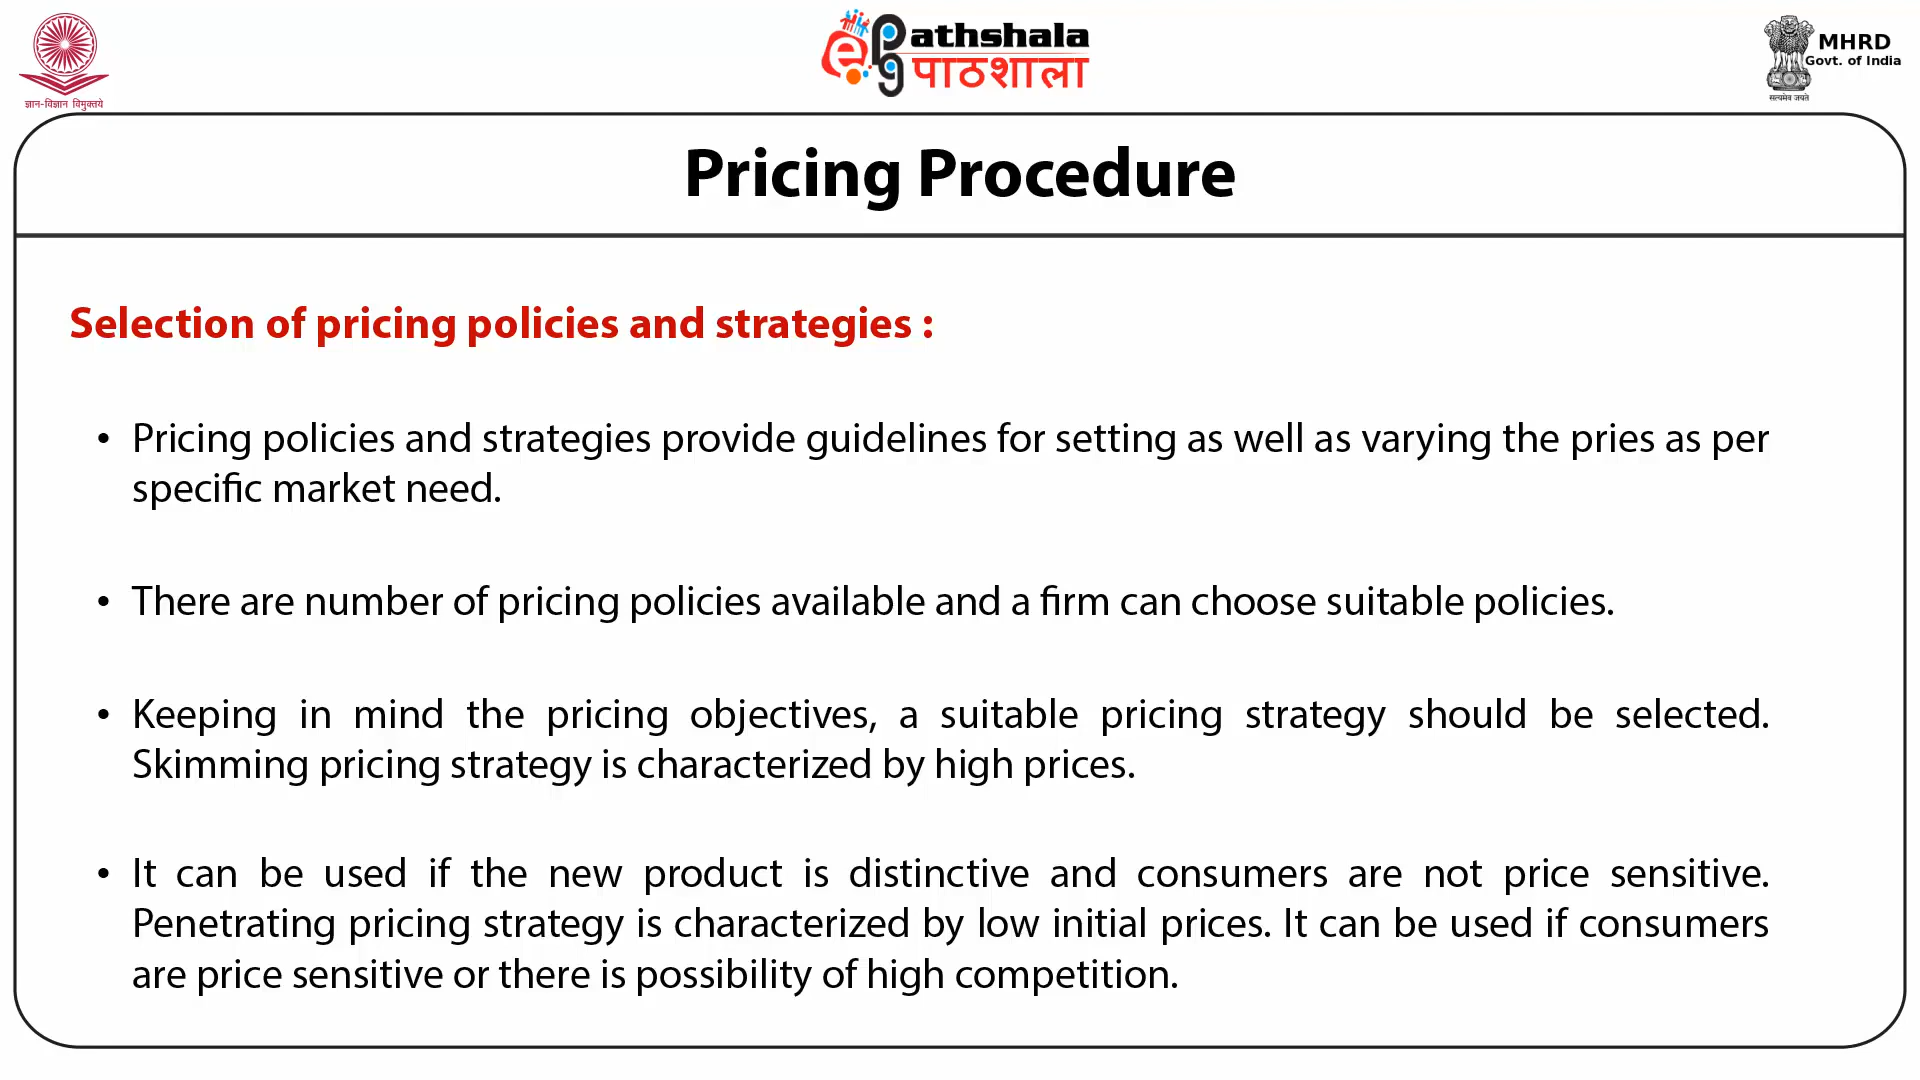 ज्ञान-विज्ञान विमुक्तये
e Pathshala
पाठशाला
MHRD
Govt. of India
सत्यमेव जयते
Pricing Procedure
Selection of pricing policies and strategies :
• Pricing policies and strategies provide guidelines for setting as well as varying the pries as per
specific market need.
• There are number of pricing policies available and a firm can choose suitable policies.
• Keeping in mind the pricing objectives, a suitable pricing strategy should be selected.
Skimming pricing strategy is characterized by high prices.
• It can be used if the new product is distinctive and consumers are not price sensitive.
Penetrating pricing strategy is characterized by low initial prices. It can be used if consumers
are price sensitive or there is possibility of high competition.